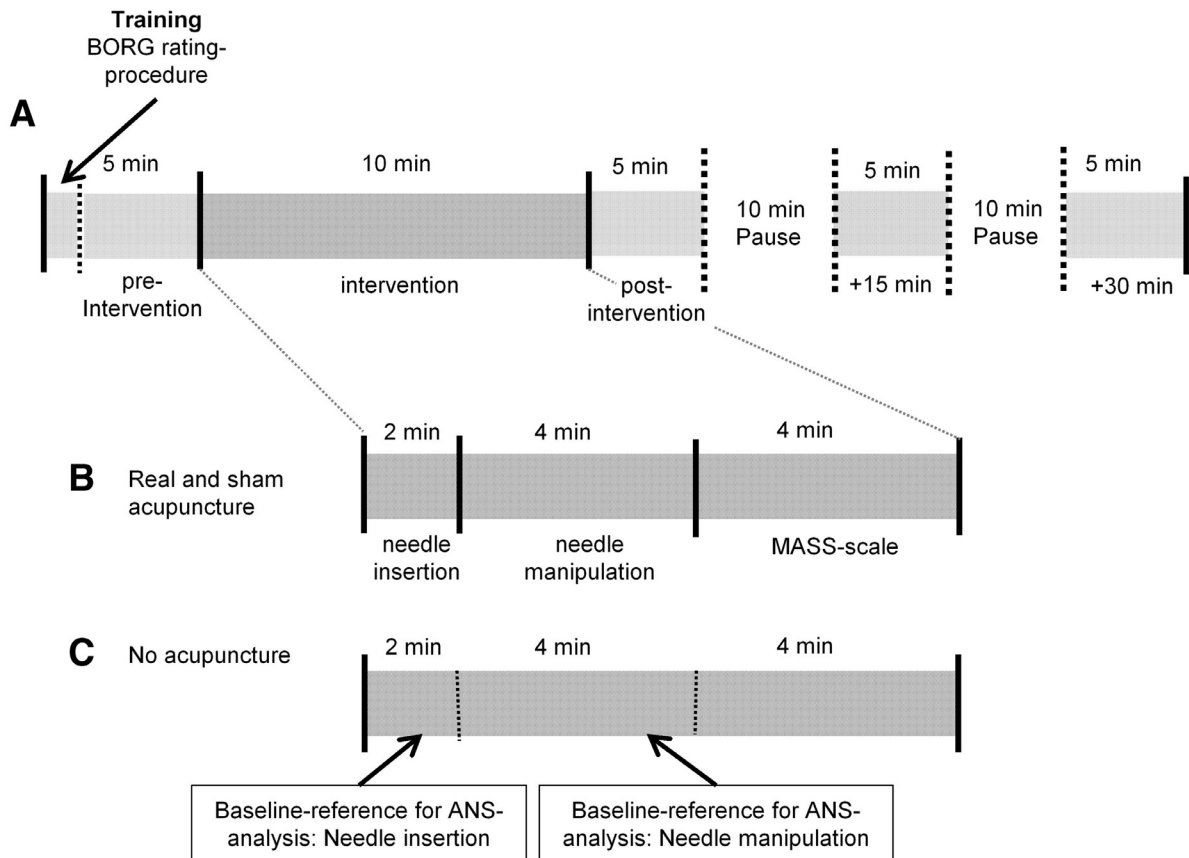 Training
BORG rating-
procedure
A
5 min
10 min
5 min
10 min
Pause
5 min
10 min
Pause
5 min
pre-
Intervention
intervention
post-
intervention
+15 min
+30 min
B
Real and sham
acupuncture
2 min
4 min
4 min
needle
insertion
needle
manipulation
MASS-scale
C
No acupuncture
2 min
4 min
4 min
Baseline-reference for ANS-
analysis: Needle insertion
Baseline-reference for ANS-
analysis: Needle manipulation